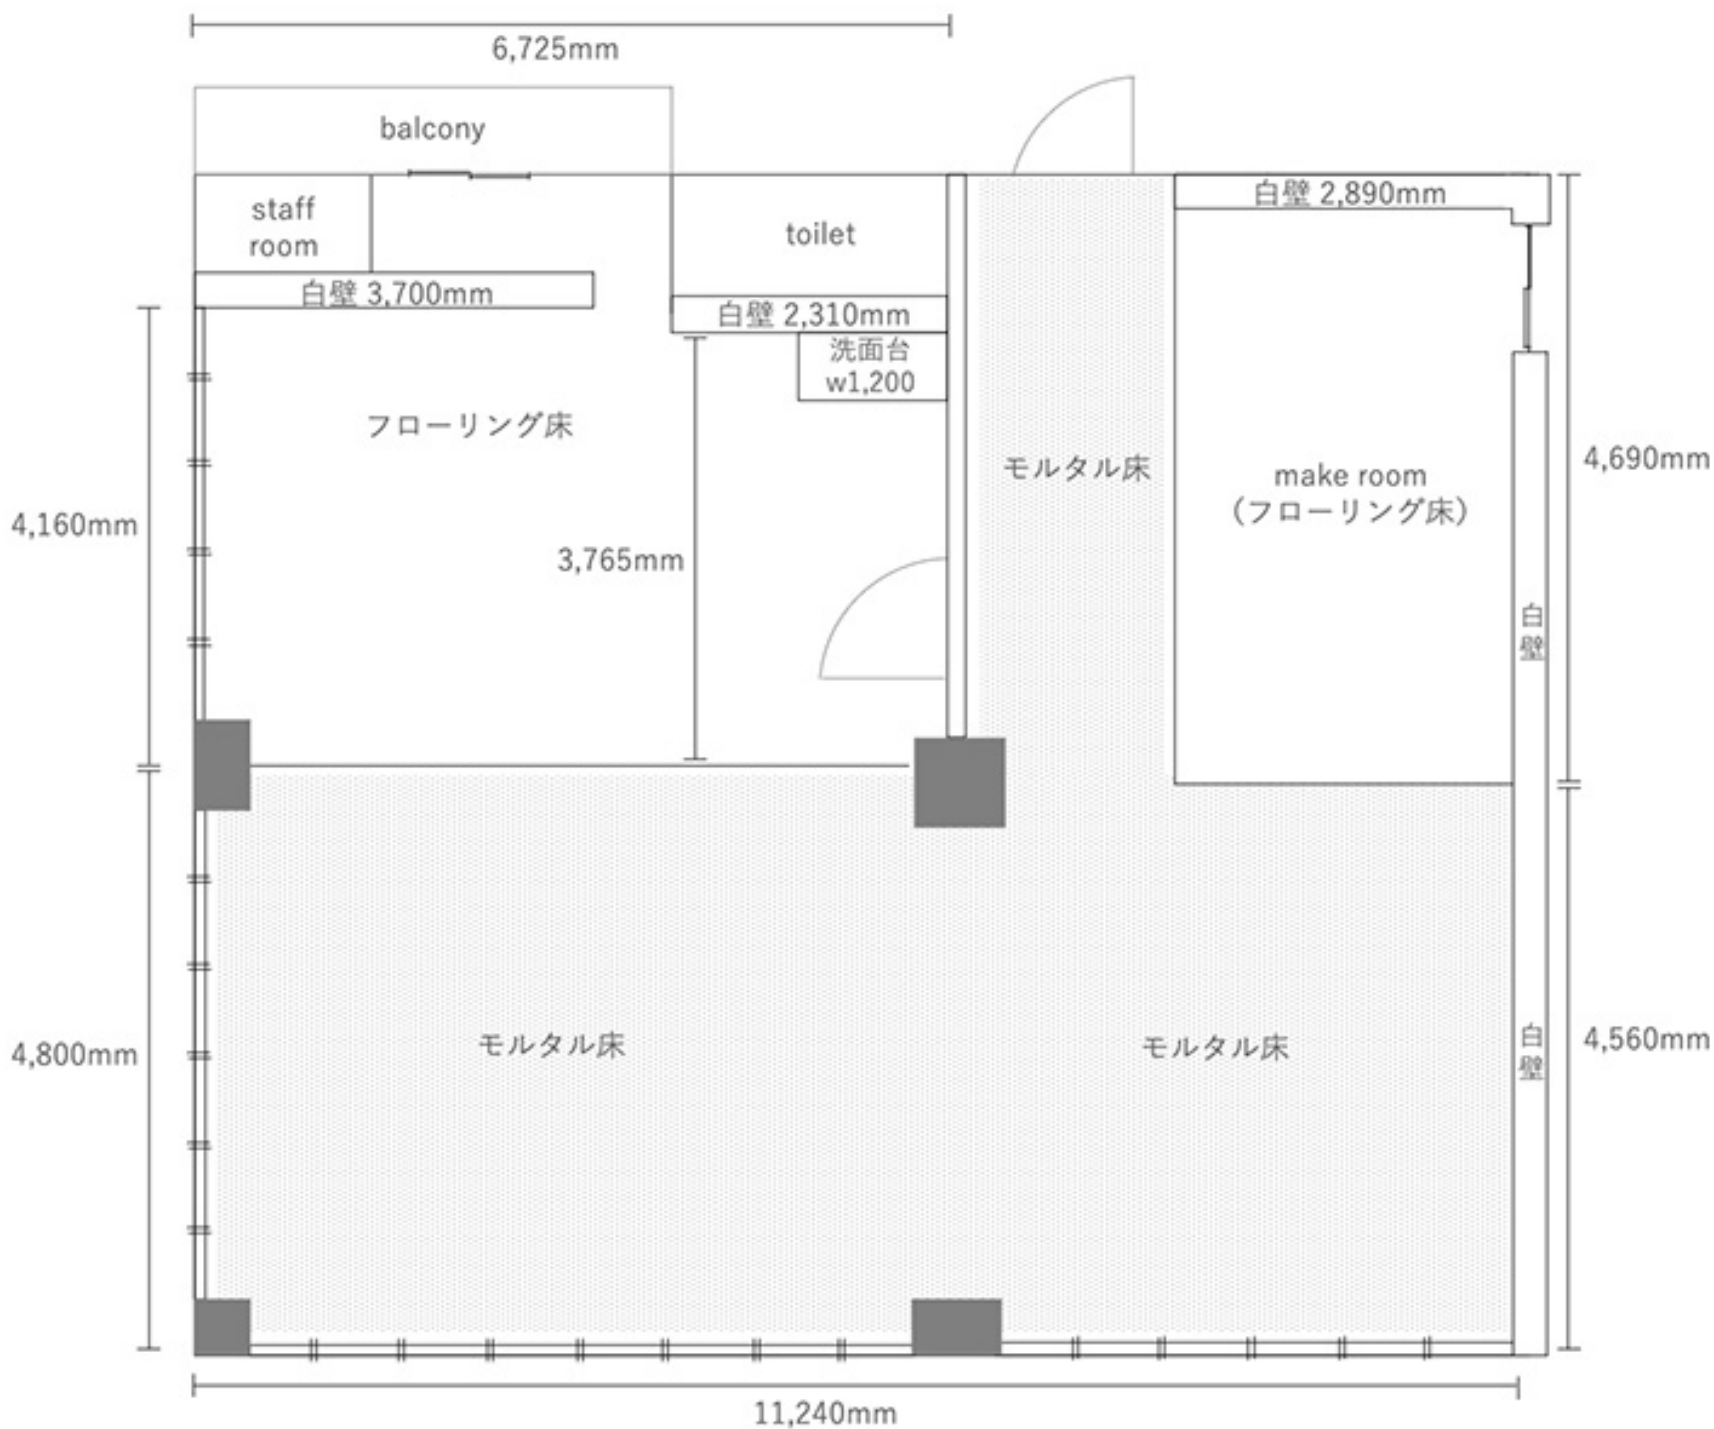 6,725mm
balcony
staff
room
toilet
白壁 2,890mm
白壁 3,700mm
白壁 2,310mm
洗面台
w1,200
フローリング床
モルタル床
make room
（フローリング床）
4,690mm
4,160mm
3,765mm
白
壁
モルタル床
モルタル床
白
壁
4,800mm
4,560mm
11,240mm